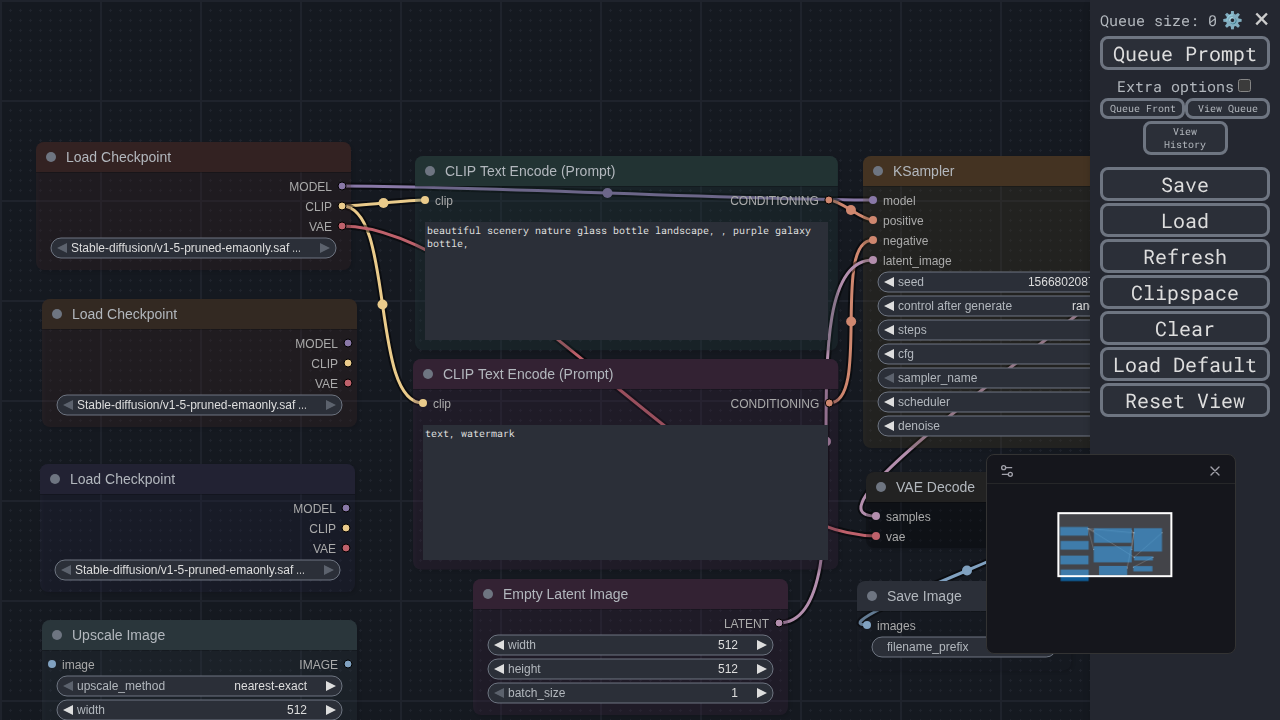 Queue size: 0
Queue Prompt
Extra options
Queue Front
View Queue
View
History
Save
Load
Refresh
Clipspace
Clear
Load Default
Reset View
Load Checkpoint
MODEL
CLIP
VAE
Stable-diffusion/v1-5-pruned-emaonly.saf ...
Load Checkpoint
MODEL
CLIP
VAE
Stable-diffusion/v1-5-pruned-emaonly.saf ...
Load Checkpoint
MODEL
CLIP
VAE
Stable-diffusion/v1-5-pruned-emaonly.saf ...
Upscale Image
image
IMAGE
upscale_method
nearest-exact
width
512
CLIP Text Encode (Prompt)
clip
CONDITIONING
beautiful scenery nature glass bottle landscape, , purple galaxy
bottle,
CLIP Text Encode (Prompt)
clip
CONDITIONING
text, watermark
Empty Latent Image
LATENT
width
512
height
512
batch_size
1
KSampler
model
positive
negative
latent_image
seed
156680208
control after generate
ran
steps
cfg
sampler_name
scheduler
denoise
VAE Decode
samples
vae
Save Image
images
filename_prefix